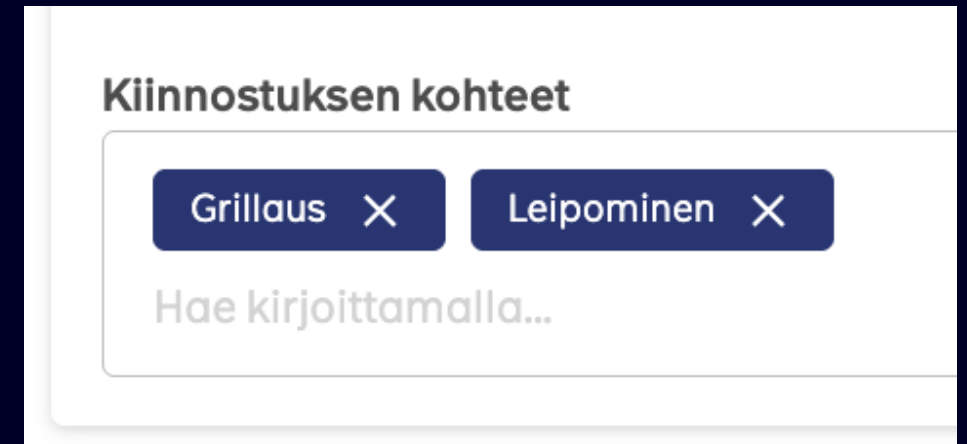 Kiinnostuksen kohteet
Grillaus Leipominen
Hae kirjoittamalla...